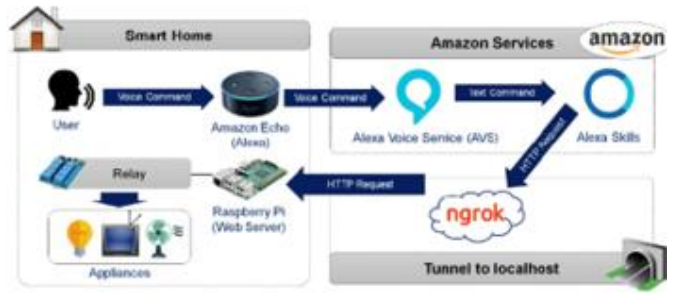 Smart Home
Amazon Services
amazon
Voice Command
Voice Command
Text Command
User
Amazon Echo
(Alexa)
Alexa Voice Service (AVS)
Alexa Skills
HTTP Request
Relay
HTTP Request
Raspberry Pi
(Web Server)
ngrok
Appliances
Tunnel to localhost